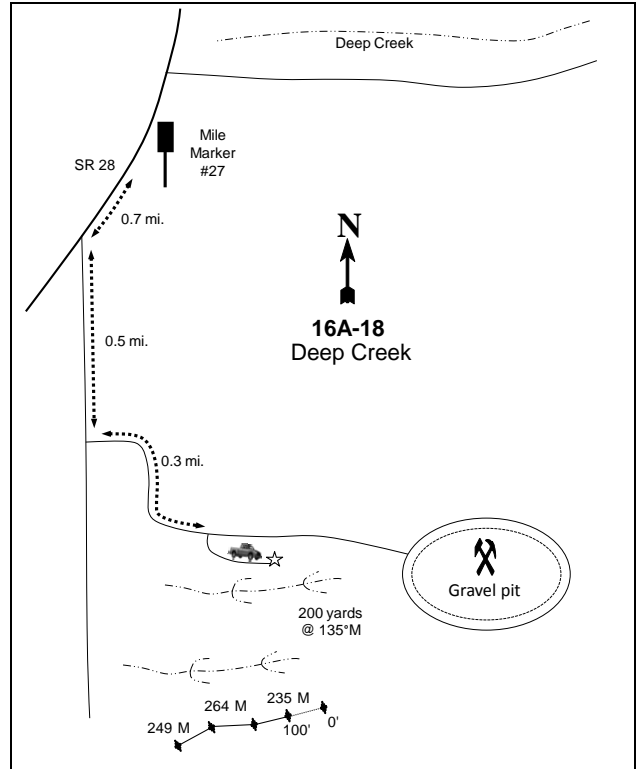 Deep Creek
Mile
Marker
#27
SR 28
0.7 mi.
N
16A-18
Deep Creek
0.5 mi.
0.3 mi.
Gravel pit
200 yards
@ 135°M
235 M
264 M
0'
100'
249 M